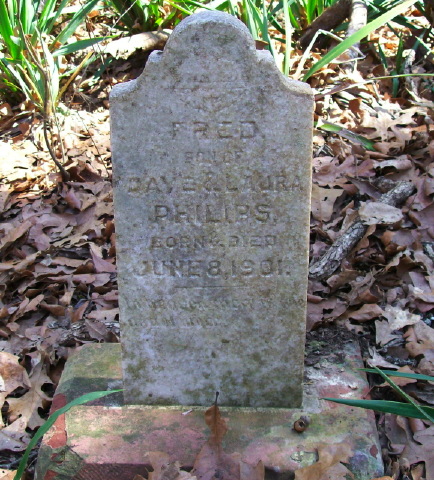 FRED
SON OF
DAVE & LAURA
PHILIPS.
BORN & DIED
JUNE 8, 1901.